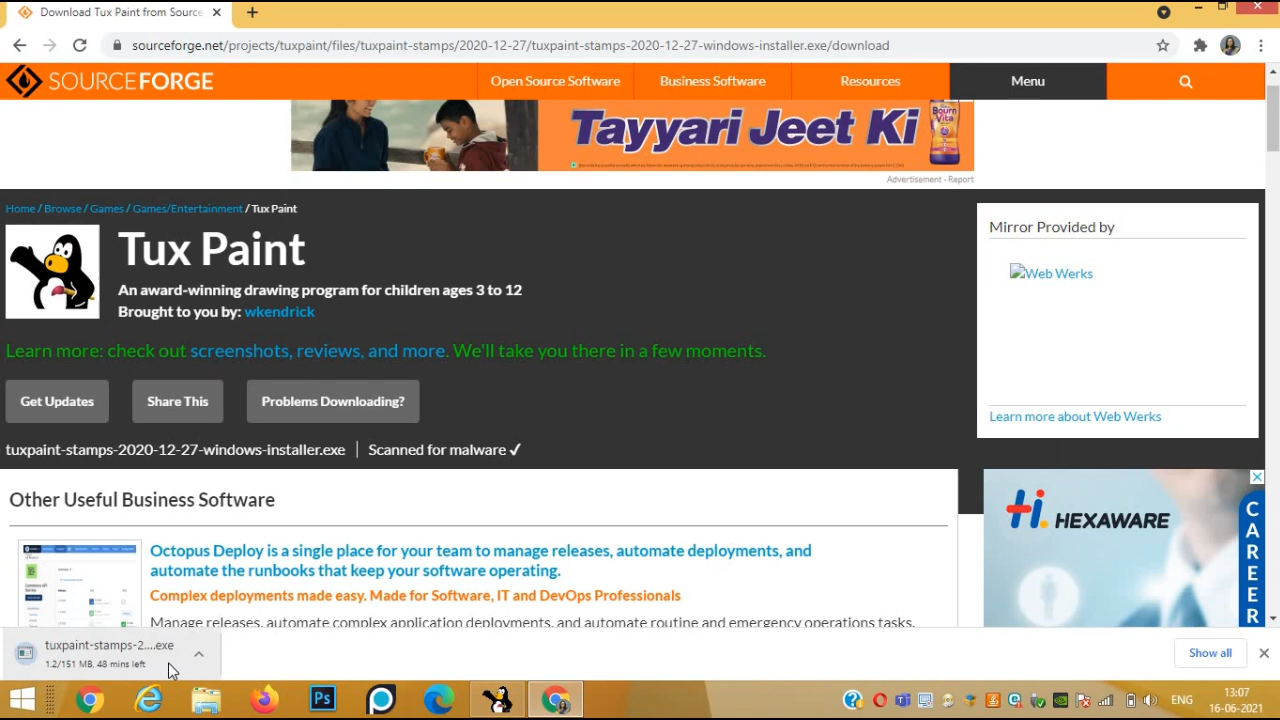 Download Tux Paint from Source
sourceforge.net/projects/tuxpaint/files/tuxpaint-stamps/2020-12-27/tuxpaint-stamps-2020-12-27-windows-installer.exe/download
SOURCEFORGE
Open Source Software
Business Software
Resources
Menu
Tayyari Jeet Ki
Bourn
Vita
Advertisement - Report
Home / Browse / Games / Games/Entertainment / Tux Paint
Tux Paint
An award-winning drawing program for children ages 3 to 12
Brought to you by: wkendrick
Learn more: check out screenshots, reviews, and more. We'll take you there in a few moments.
Get Updates
Share This
Problems Downloading?
tuxpaint-stamps-2020-12-27-windows-installer.exe | Scanned for malware ✓
Mirror Provided by
Web Werks
Learn more about Web Werks
Other Useful Business Software
Octopus Deploy is a single place for your team to manage releases, automate deployments, and
automate the runbooks that keep your software operating.
Complex deployments made easy. Made for Software, IT and DevOps Professionals
Manage releases, automate complex application deployments, and automate routine and emergency operations tasks.
Hi.
HEXAWARE
CAREER
tuxpaint-stamps-2....exe
1.2/151 MB, 48 mins left
Show all
Ps
ENG
13:07
16-06-2021